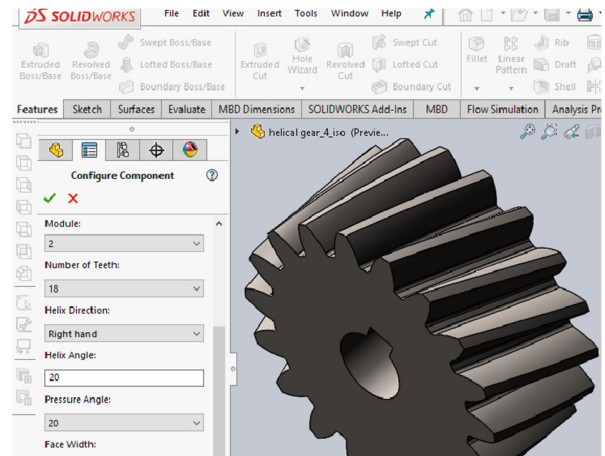 SOLIDWORKS File Edit View Insert Tools Window Help
Extruded Boss/Base
Revolved Boss/Base
Swept Boss/Base
Lofted Boss/Base
Boundary Boss/Base
Extruded Cut
Hole Wizard
Revolved Cut
Swept Cut
Lofted Cut
Boundary Cut
Fillet
Linear Pattern
Rib
Draft
Shell
Features Sketch Surfaces Evaluate MBD Dimensions SOLIDWORKS Add-Ins MBD Flow Simulation Analysis Pr
helical gear_4_iso (Previe...
Configure Component
Module:
2
Number of Teeth:
18
Helix Direction:
Right hand
Helix Angle:
20
Pressure Angle:
20
Face Width: